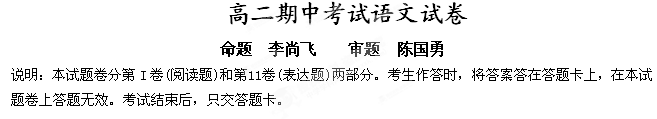 高二期中考试语文试卷
命题 李尚飞 审题 陈国勇
说明：本试题卷分第 I 卷(阅读题)和第11卷(表达题)两部分。考生作答时，将答案答在答题卡上，在本试
题卷上答题无效。考试结束后，只交答题卡。